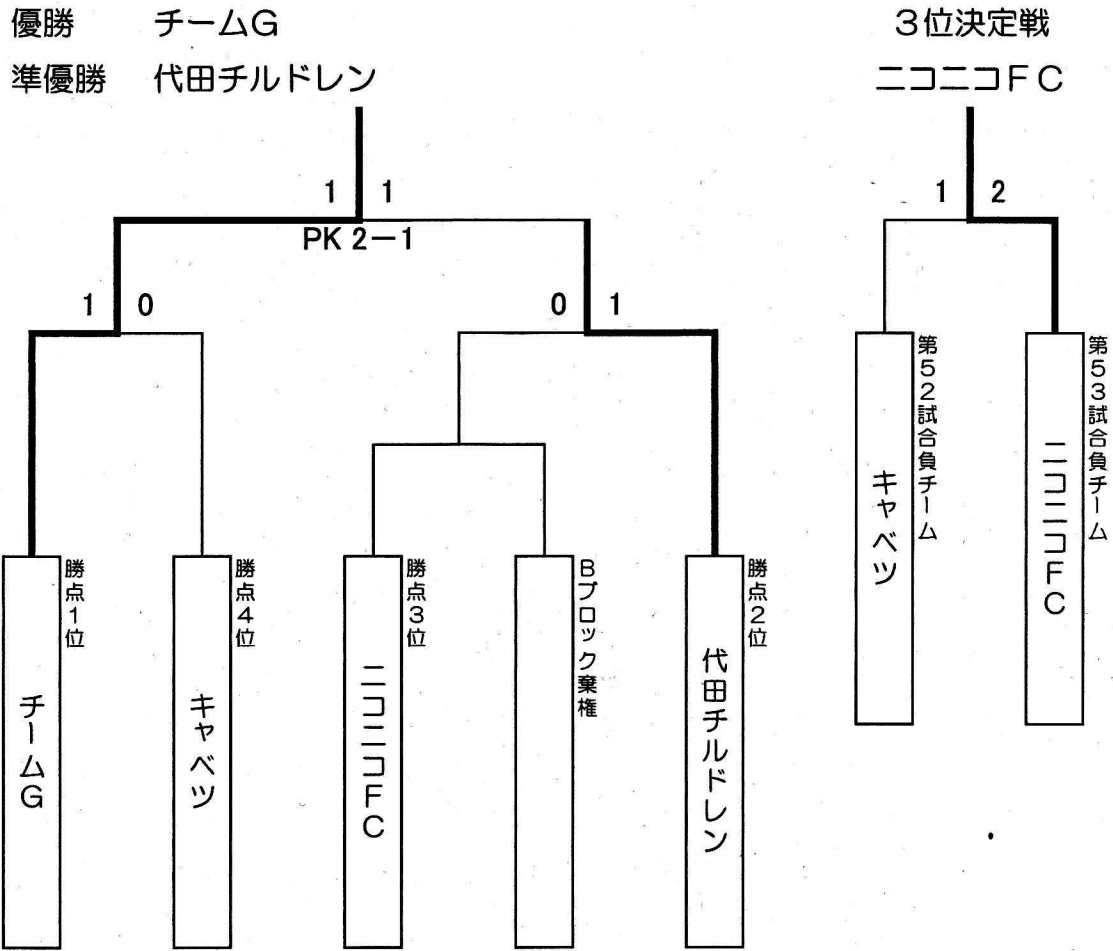 優勝 チームG
準優勝 代田チルドレン
1 1
PK 2−1
1 0
0 1
勝点1位
チームG
勝点4位
キャベツ
勝点3位
ニコニコFC
Bブロック棄権
勝点2位
代田チルドレン
3位決定戦
ニコニコFC
1 2
第52試合負チーム
キャベツ
第53試合負チーム
ニコニコFC